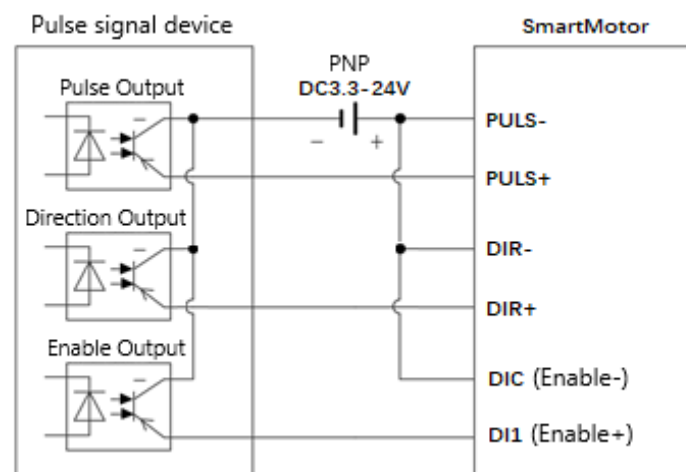 Pulse signal device
SmartMotor
PNP
DC3.3-24V
Pulse Output
PULS-
PULS+
Direction Output
DIR-
DIR+
Enable Output
DIC (Enable-)
DI1 (Enable+)